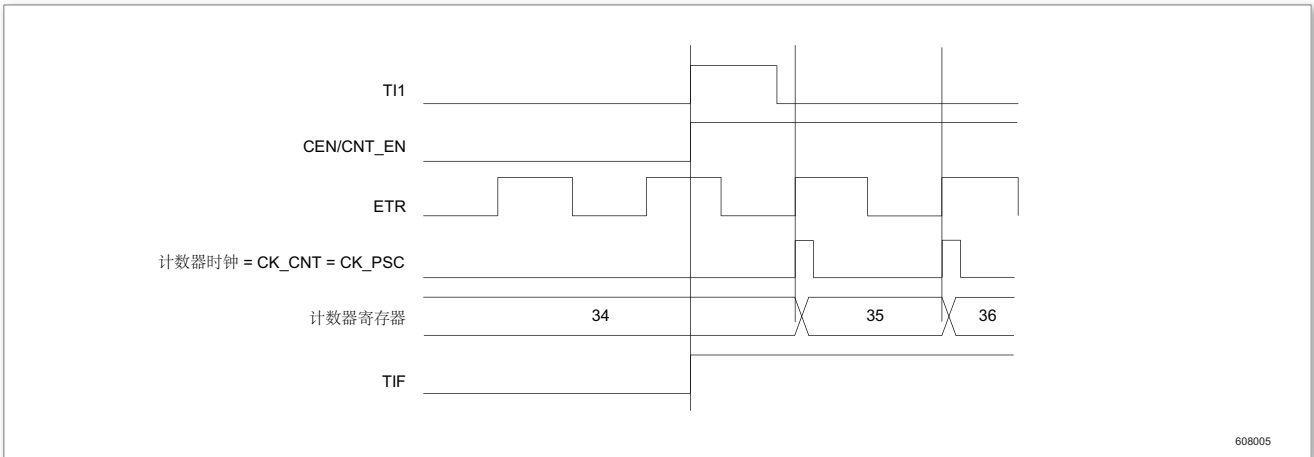 TI1
CEN/CNT_EN
ETR
计数器时钟 = CK_CNT = CK_PSC
计数器寄存器 34 35 36
TIF
608005